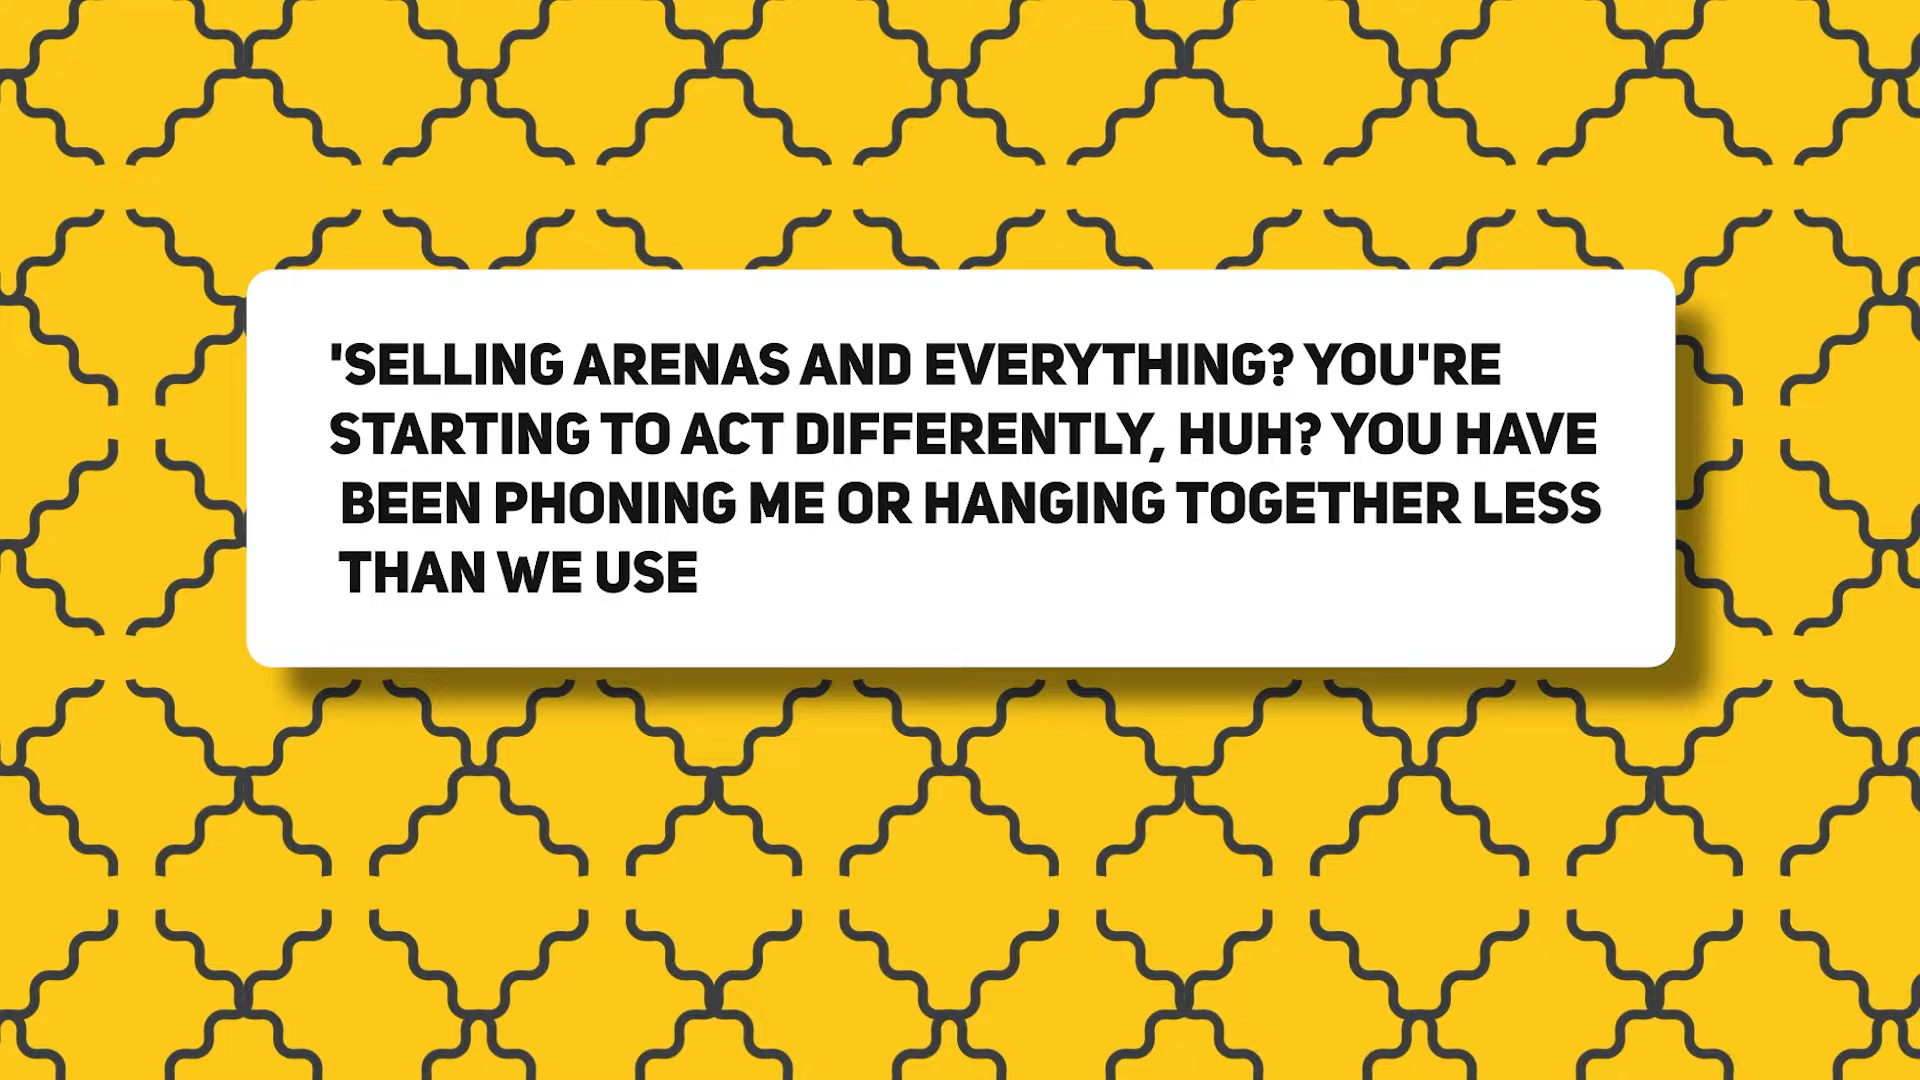 'SELLING ARENAS AND EVERYTHING? YOU'RE
STARTING TO ACT DIFFERENTLY, HUH? YOU HAVE
BEEN PHONING ME OR HANGING TOGETHER LESS
THAN WE USE